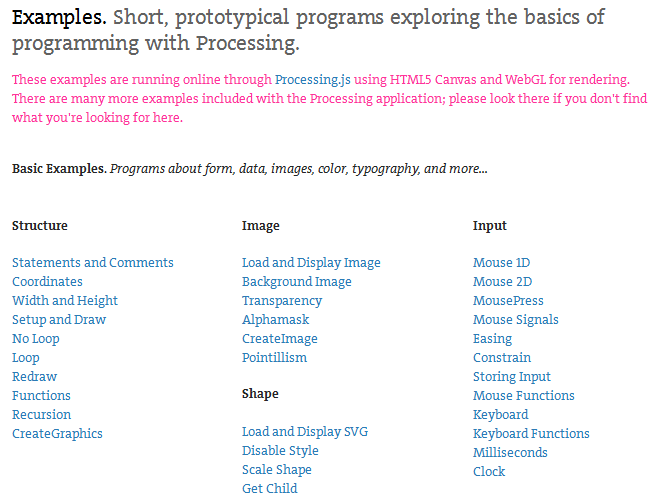 Examples. Short, prototypical programs exploring the basics of
programming with Processing.
These examples are running online through Processing.js using HTML5 Canvas and WebGL for rendering.
There are many more examples included with the Processing application; please look there if you don't find
what you're looking for here.
Basic Examples. Programs about form, data, images, color, typography, and more...
Structure
Statements and Comments
Coordinates
Width and Height
Setup and Draw
No Loop
Loop
Redraw
Functions
Recursion
CreateGraphics
Image
Load and Display Image
Background Image
Transparency
Alphamask
CreateImage
Pointillism
Shape
Load and Display SVG
Disable Style
Scale Shape
Get Child
Input
Mouse 1D
Mouse 2D
MousePress
Mouse Signals
Easing
Constrain
Storing Input
Mouse Functions
Keyboard
Keyboard Functions
Milliseconds
Clock